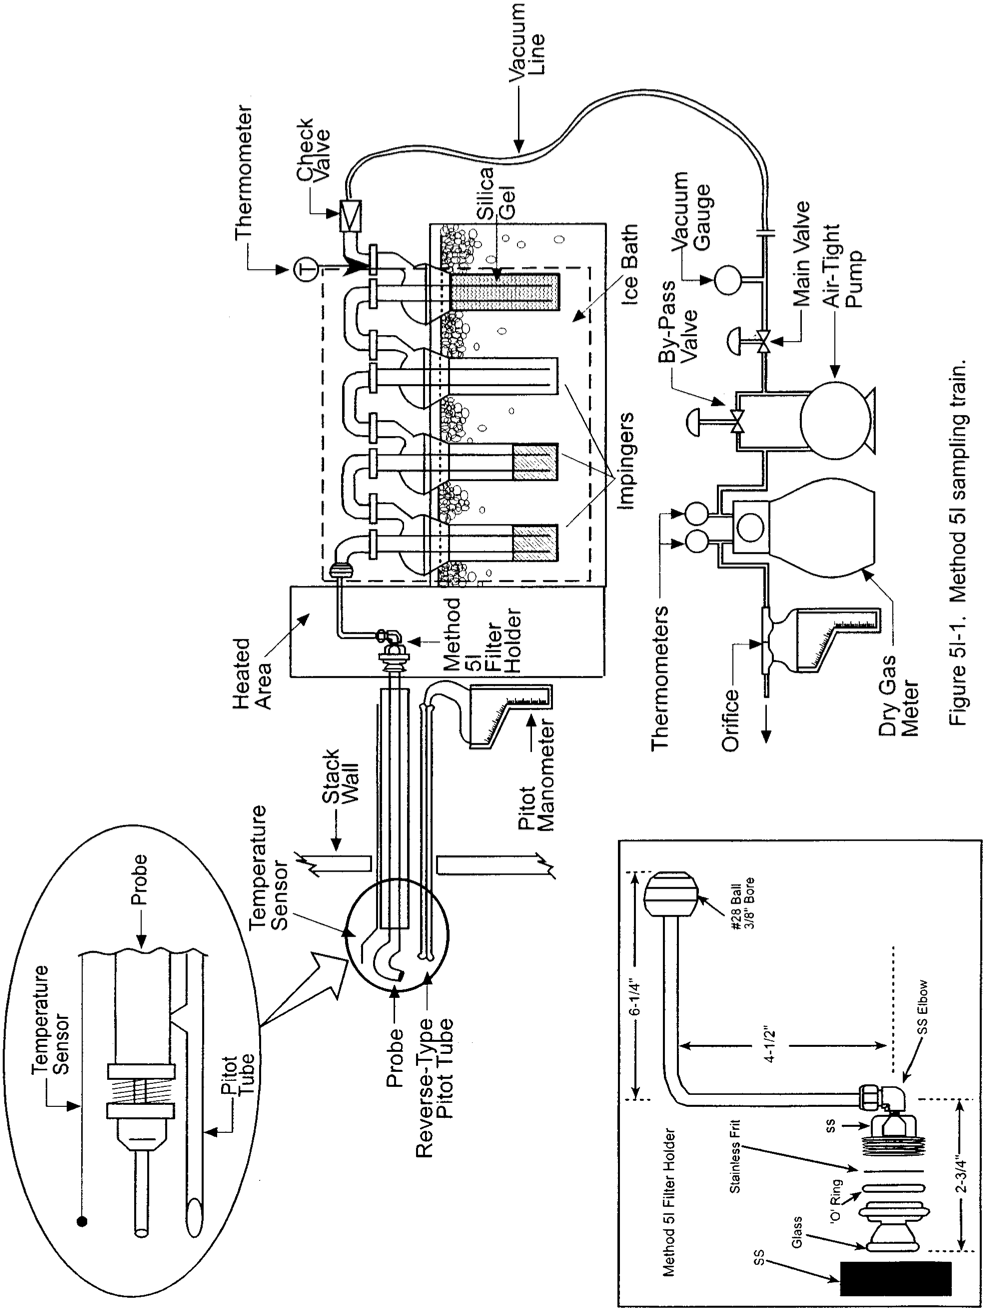 Temperature
Sensor
Probe
Pitot
Tube
Temperature
Sensor
Probe
Reverse-Type
Pitot Tube
Stack
Wall
Pitot
Manometer
Heated
Area
Method
5I
Filter
Holder
Thermometer
T
Check
Valve
Vacuum
Line
Silica
Gel
Ice Bath
Impingers
Thermometers
Orifice
Dry Gas
Meter
By-Pass
Valve
Vacuum
Gauge
Main Valve
Air-Tight
Pump
Method 5I Filter Holder
6-1/4"
#28 Ball
3/8" Bore
4-1/2"
SS Elbow
ss
Stainless Frit
'O' Ring
Glass
SS
2-3/4"
Figure 5I-1. Method 5I sampling train.